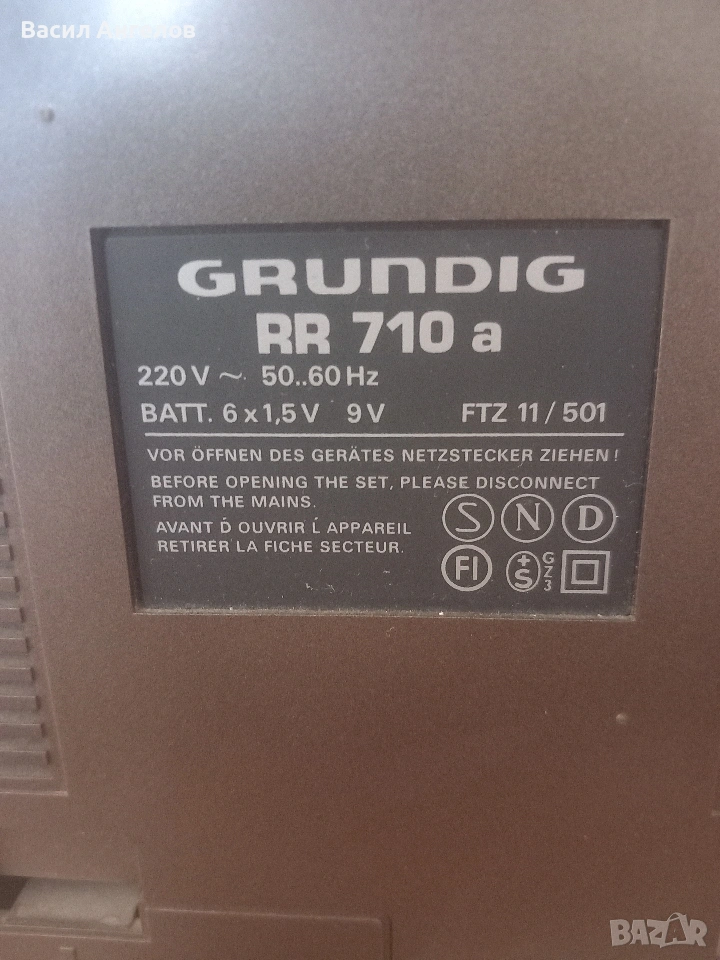 Васил
GRUNDIG
RR 710 a
220 V ~ 50..60 Hz
BATT. 6 x 1,5 V 9 V FTZ 11 / 501
VOR ÖFFNEN DES GERÄTES NETZSTECKER ZIEHEN !
BEFORE OPENING THE SET, PLEASE DISCONNECT
FROM THE MAINS.
AVANT D́ OUVRIR Ĺ APPAREIL
RETIRER LA FICHE SECTEUR.
S N D
FI +S GZ3
BAZAR